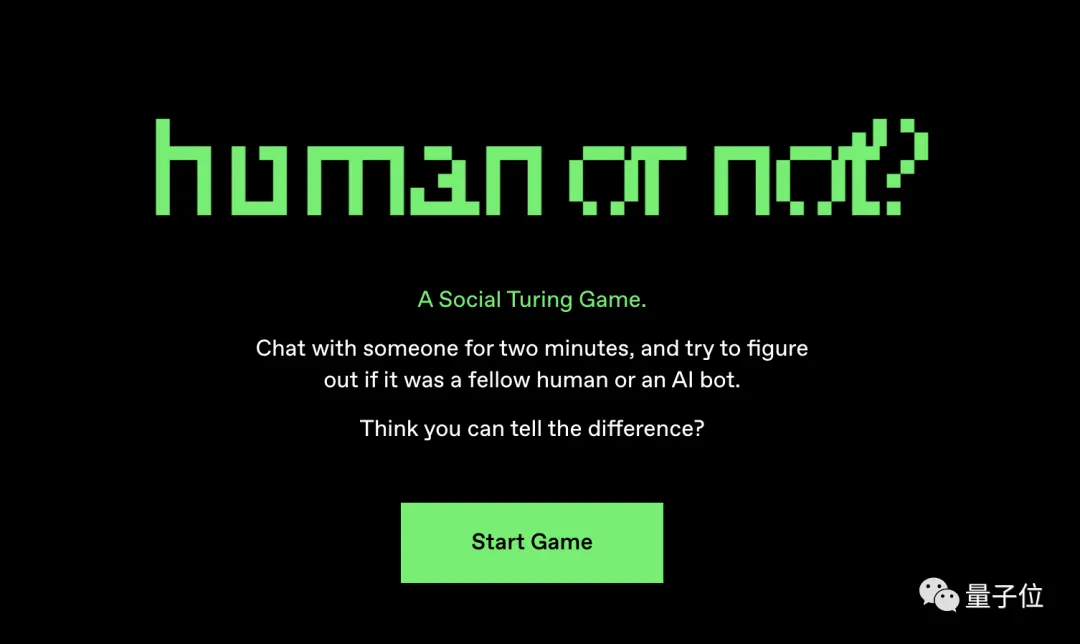 human or not?
A Social Turing Game.
Chat with someone for two minutes, and try to figure
out if it was a fellow human or an AI bot.
Think you can tell the difference?
Start Game
量子位